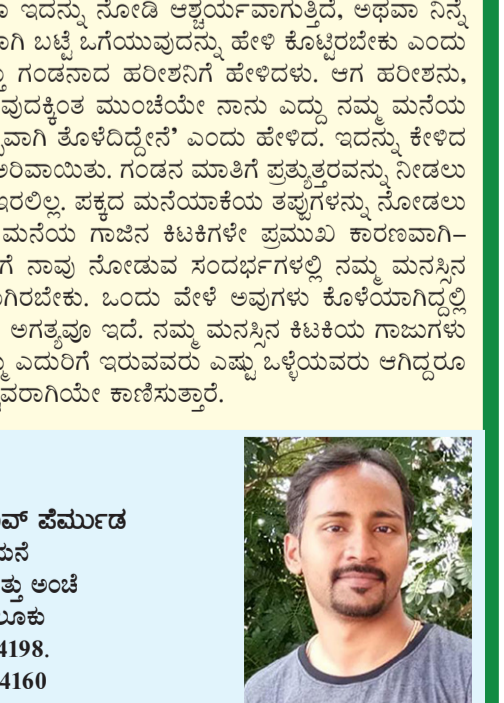 ಇದನ್ನು ನೋಡಿ ಆಶ್ಚರ್ಯವಾಗುತ್ತಿದೆ, ಅಥವಾ ನಿನ್ನೆ
ಬಟ್ಟೆ ಒಗೆಯುವುದನ್ನು ಹೇಳಿ ಕೊಟ್ಟಿರಬೇಕು ಎಂದು
ಗಂಡನಾದ ಹರೀಶನಿಗೆ ಹೇಳಿದಳು. ಆಗ ಹರೀಶನು,
ವುದಕ್ಕಿಂತ ಮುಂಚೆಯೇ ನಾನು ಎದ್ದು ನಮ್ಮ ಮನೆಯ
ವಾಗಿ ತೊಳೆದಿದ್ದೇನೆ' ಎಂದು ಹೇಳಿದ. ಇದನ್ನು ಕೇಳಿದ
ಅರಿವಾಯಿತು. ಗಂಡನ ಮಾತಿಗೆ ಪ್ರತ್ಯುತ್ತರವನ್ನು ನೀಡಲು
ಇರಲಿಲ್ಲ. ಪಕ್ಕದ ಮನೆಯಾಕೆಯ ತಪ್ಪುಗಳನ್ನು ನೋಡಲು
ಮನೆಯ ಗಾಜಿನ ಕಿಟಕಿಗಳೇ ಪ್ರಮುಖ ಕಾರಣವಾಗಿ–
ಗೆ ನಾವು ನೋಡುವ ಸಂದರ್ಭಗಳಲ್ಲಿ ನಮ್ಮ ಮನಸ್ಸಿನ
ಗಿರಬೇಕು. ಒಂದು ವೇಳೆ ಅವುಗಳು ಕೊಳೆಯಾಗಿದ್ದಲ್ಲಿ
ಅಗತ್ಯವೂ ಇದೆ. ನಮ್ಮ ಮನಸ್ಸಿನ ಕಿಟಕಿಯ ಗಾಜುಗಳು
ಎದುರಿಗೆ ಇರುವವರು ಎಷ್ಟು ಒಳ್ಳೆಯವರು ಆಗಿದ್ದರೂ
ವರಾಗಿಯೇ ಕಾಣಿಸುತ್ತಾರೆ.
ವ್ ಪೆರ್ಮುಡ
ಮನೆ
ತ್ತು ಅಂಚೆ
ಲೂಕು
4198.
4160